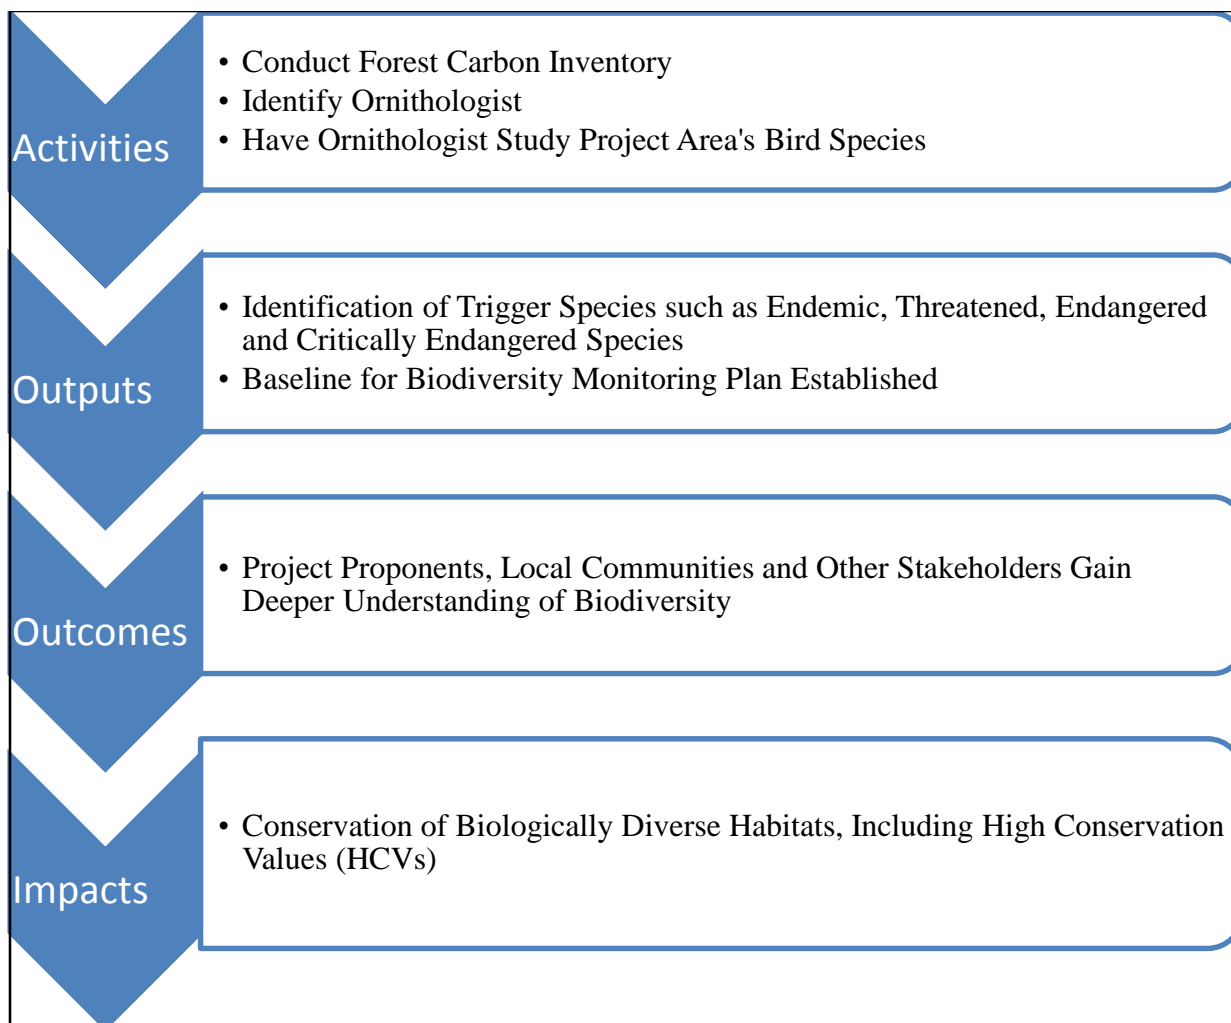 Activities
• Conduct Forest Carbon Inventory
• Identify Ornithologist
• Have Ornithologist Study Project Area's Bird Species
Outputs
• Identification of Trigger Species such as Endemic, Threatened, Endangered
and Critically Endangered Species
• Baseline for Biodiversity Monitoring Plan Established
Outcomes
• Project Proponents, Local Communities and Other Stakeholders Gain
Deeper Understanding of Biodiversity
Impacts
• Conservation of Biologically Diverse Habitats, Including High Conservation
Values (HCVs)